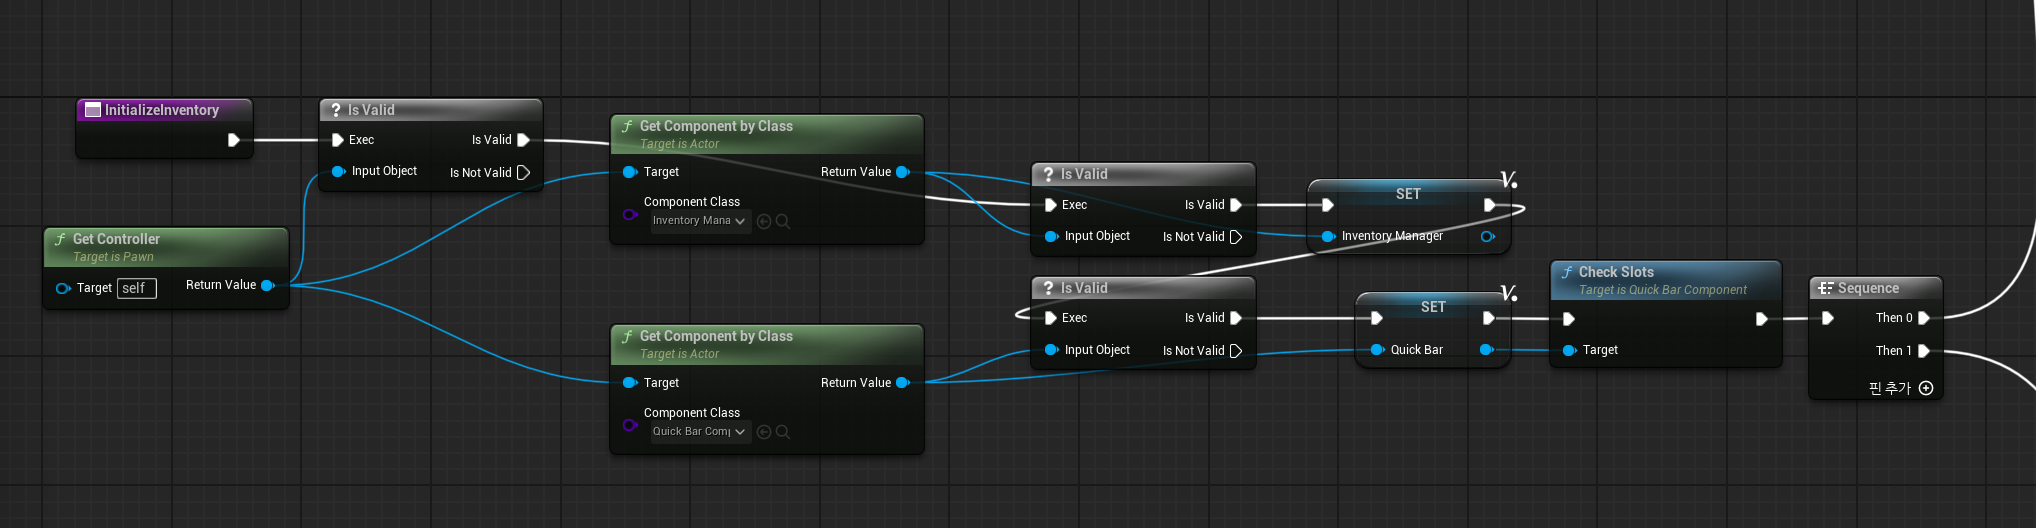 InitializeInventory
? Is Valid
Exec
Is Valid
Input Object
Is Not Valid
f Get Controller
Target is Pawn
Target self
Return Value
f Get Component by Class
Target is Actor
Target
Return Value
Component Class
Inventory Mana
f Get Component by Class
Target is Actor
Target
Return Value
Component Class
Quick Bar Comp
? Is Valid
Exec
Is Valid
Input Object
Is Not Valid
SET
Inventory Manager
? Is Valid
Exec
Is Valid
Input Object
Is Not Valid
SET
Quick Bar
f Check Slots
Target is Quick Bar Component
Target
Sequence
Then 0
Then 1
핀 추가